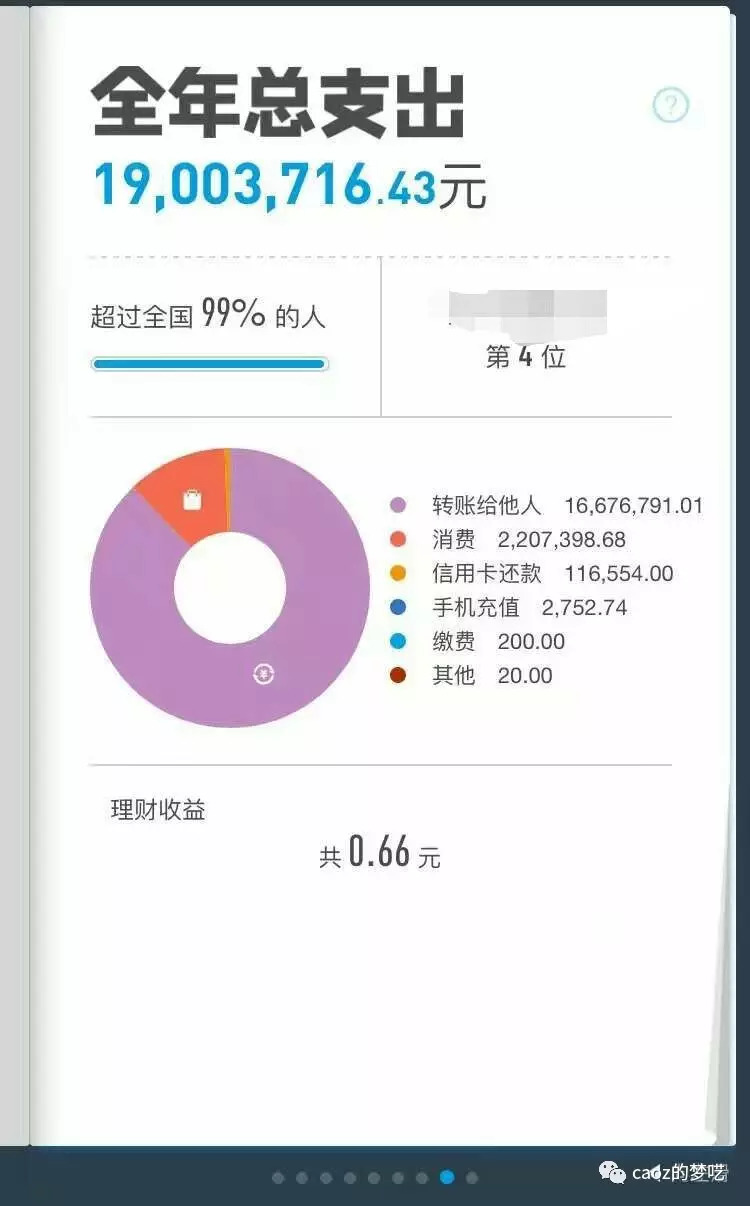 全年总支出
?
19,003,716.43元
超过全国 99% 的人
第 4 位
转账给他人 16,676,791.01
消费 2,207,398.68
信用卡还款 116,554.00
手机充值 2,752.74
缴费 200.00
其他 20.00
理财收益
共 0.66 元
caoz的梦呓